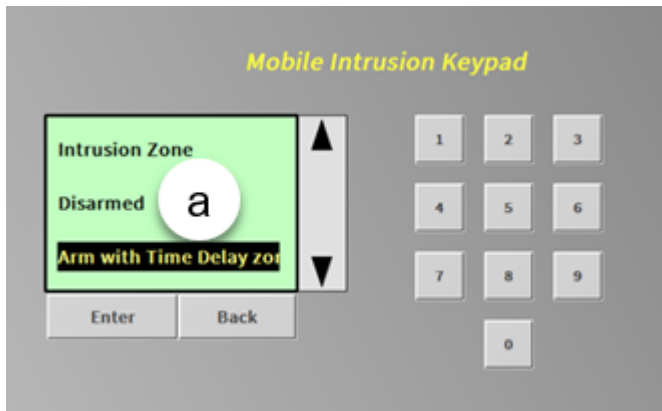 Mobile Intrusion Keypad
Intrusion Zone
Disarmed
a
Arm with Time Delay zor
Enter Back
1 2 3
4 5 6
7 8 9
0